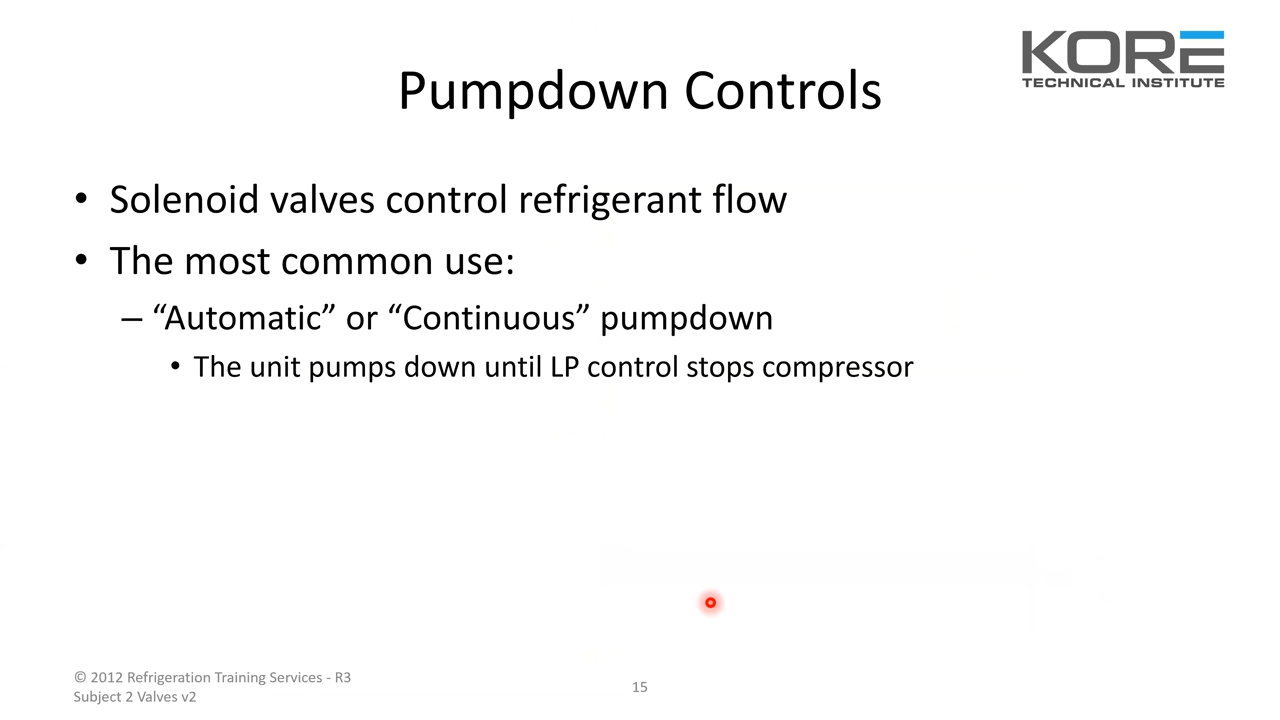 KORE
TECHNICAL INSTITUTE
Pumpdown Controls
• Solenoid valves control refrigerant flow
• The most common use:
– “Automatic” or “Continuous” pumpdown
• The unit pumps down until LP control stops compressor
© 2012 Refrigeration Training Services - R3
Subject 2 Valves v2
15